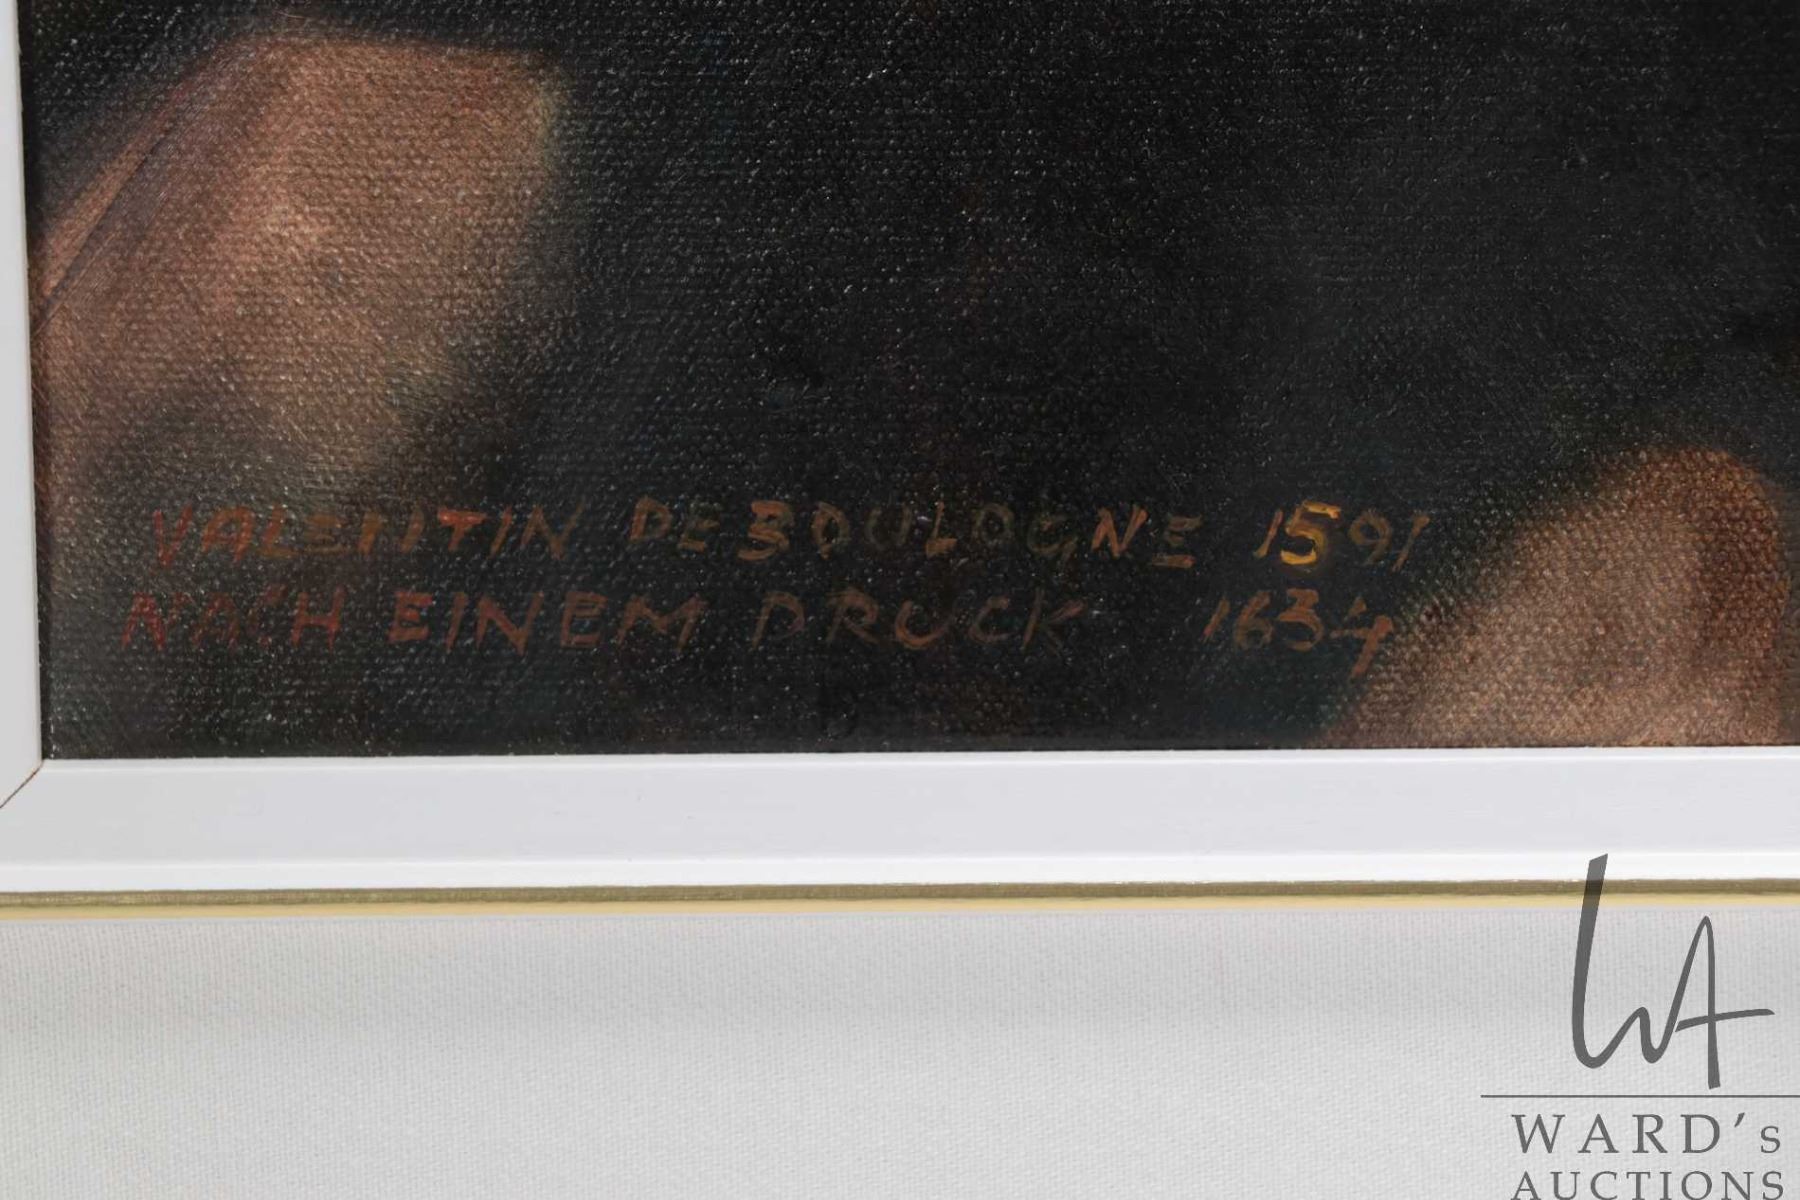 VALENTIN DE BOULOGNE 1591
NACH EINEM DRUCK 1634
WARD's
AUCTIONS